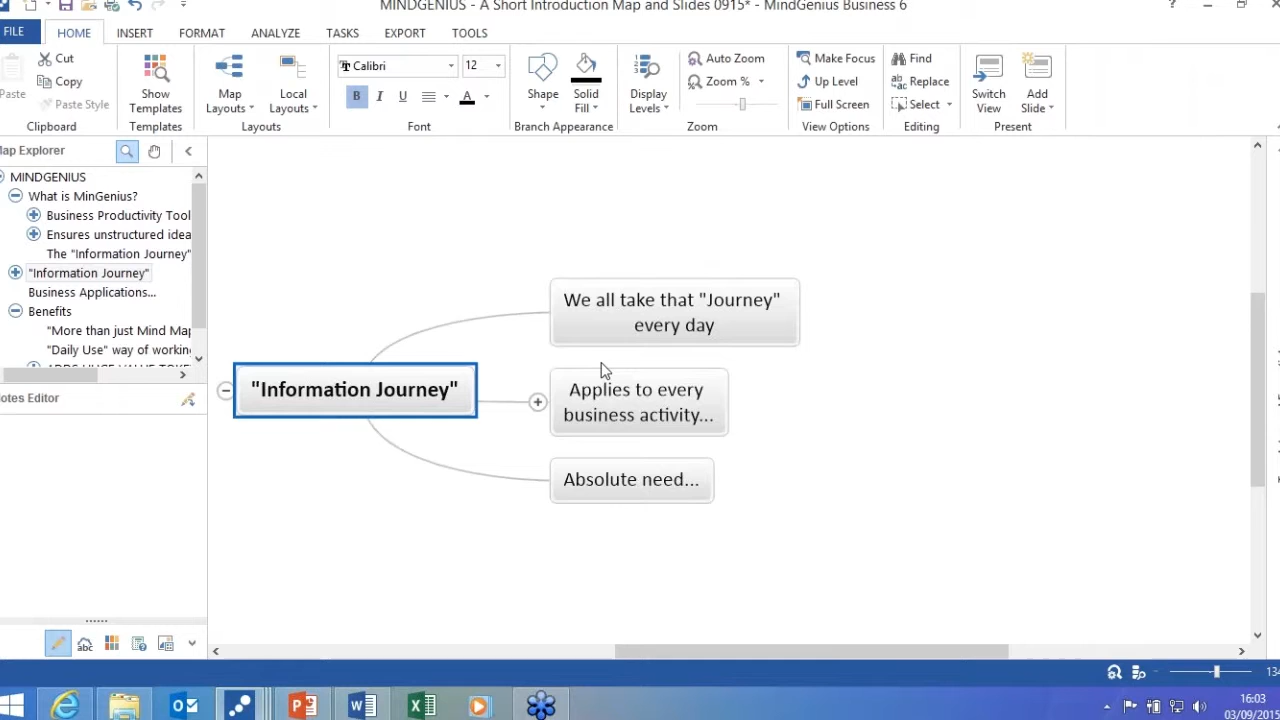 MINDGENIUS - A Short Introduction Map and Slides 0915* - MindGenius Business 6
FILE HOME INSERT FORMAT ANALYZE TASKS EXPORT TOOLS
Paste
Cut
Copy
Paste Style
Clipboard
Show Templates
Templates
Map Layouts
Local Layouts
Layouts
Calibri 12
B I U A
Font
Shape
Solid Fill
Branch Appearance
Display Levels
Auto Zoom
Zoom %
Zoom
Make Focus
Up Level
Full Screen
View Options
Find
Replace
Select
Editing
Switch View
Add Slide
Present
Map Explorer
MINDGENIUS
What is MinGenius?
Business Productivity Tool
Ensures unstructured idea
The "Information Journey"
"Information Journey"
Business Applications...
Benefits
"More than just Mind Map
"Daily Use" way of working
Notes Editor
"Information Journey"
We all take that "Journey"
every day
Applies to every
business activity...
Absolute need...
134
16:03
03/09/2015